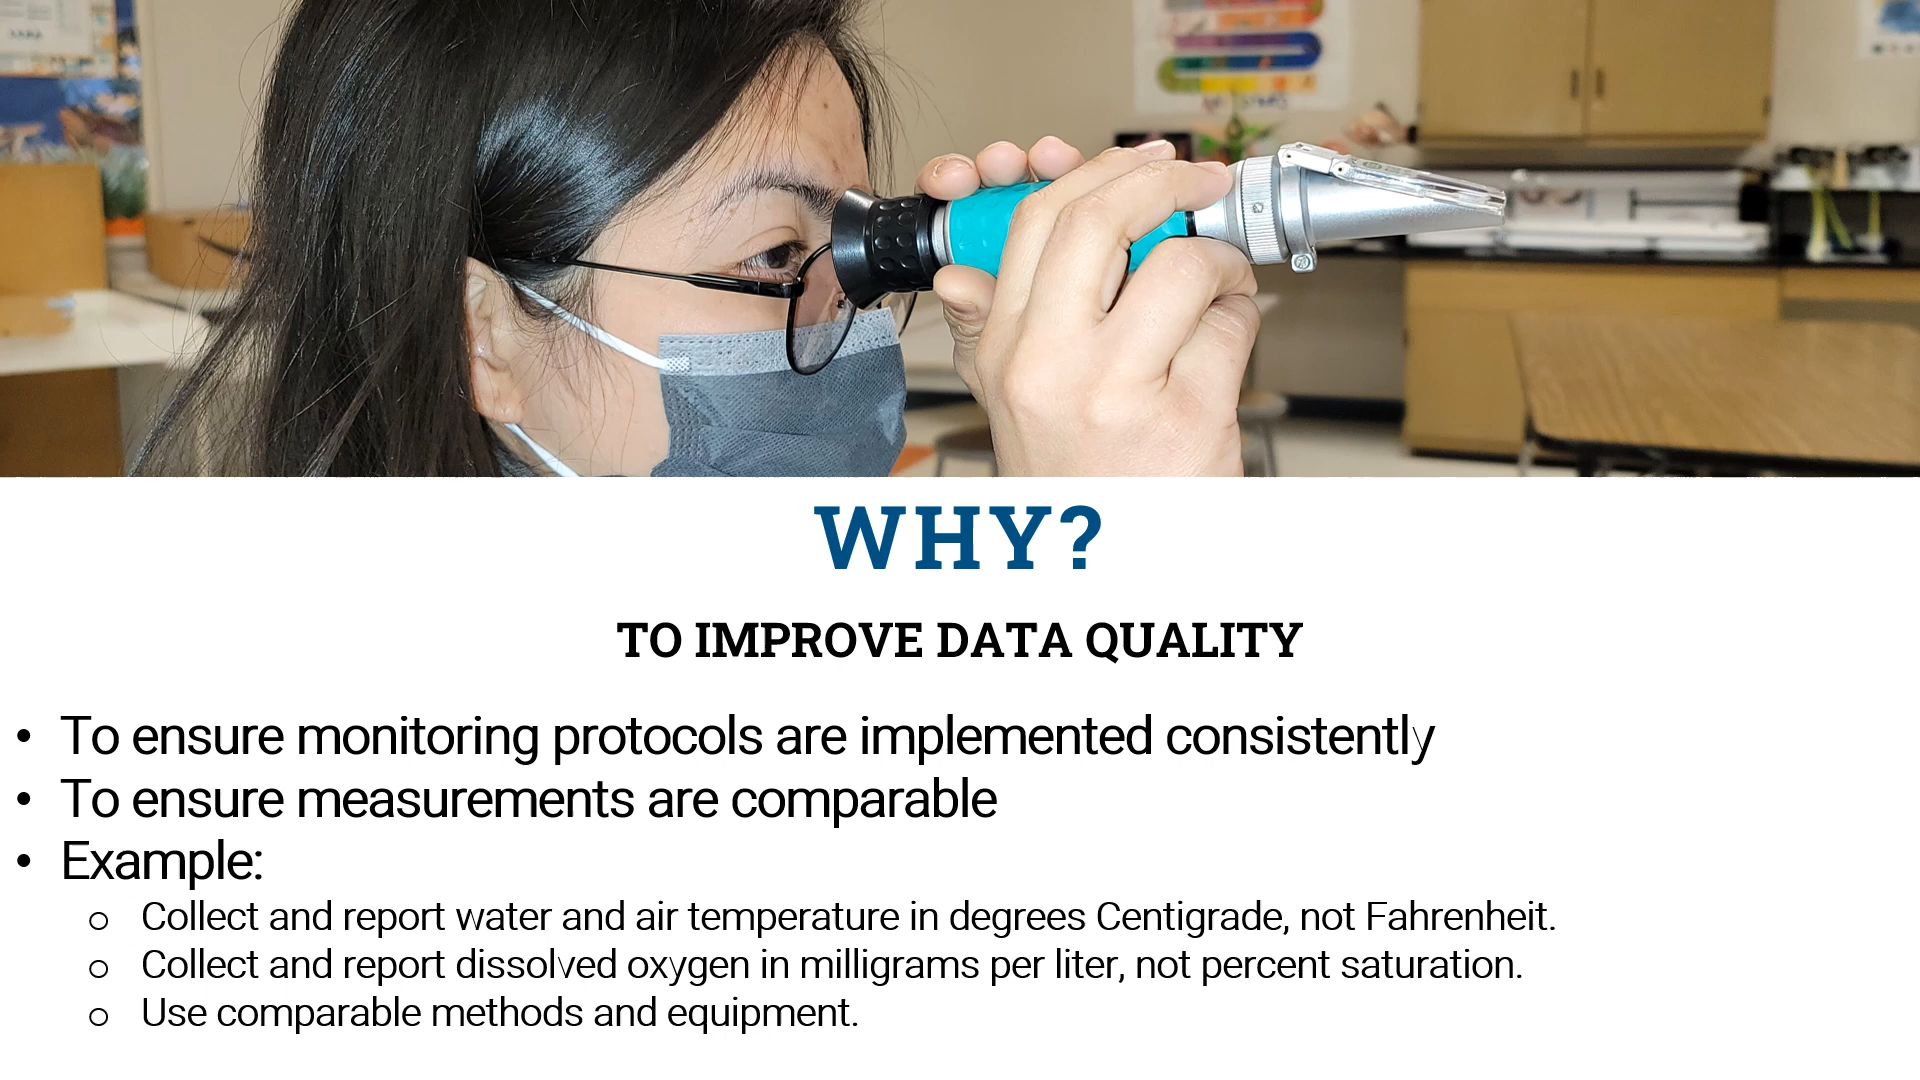 WHY?
TO IMPROVE DATA QUALITY
• To ensure monitoring protocols are implemented consistently
• To ensure measurements are comparable
• Example:
o Collect and report water and air temperature in degrees Centigrade, not Fahrenheit.
o Collect and report dissolved oxygen in milligrams per liter, not percent saturation.
o Use comparable methods and equipment.